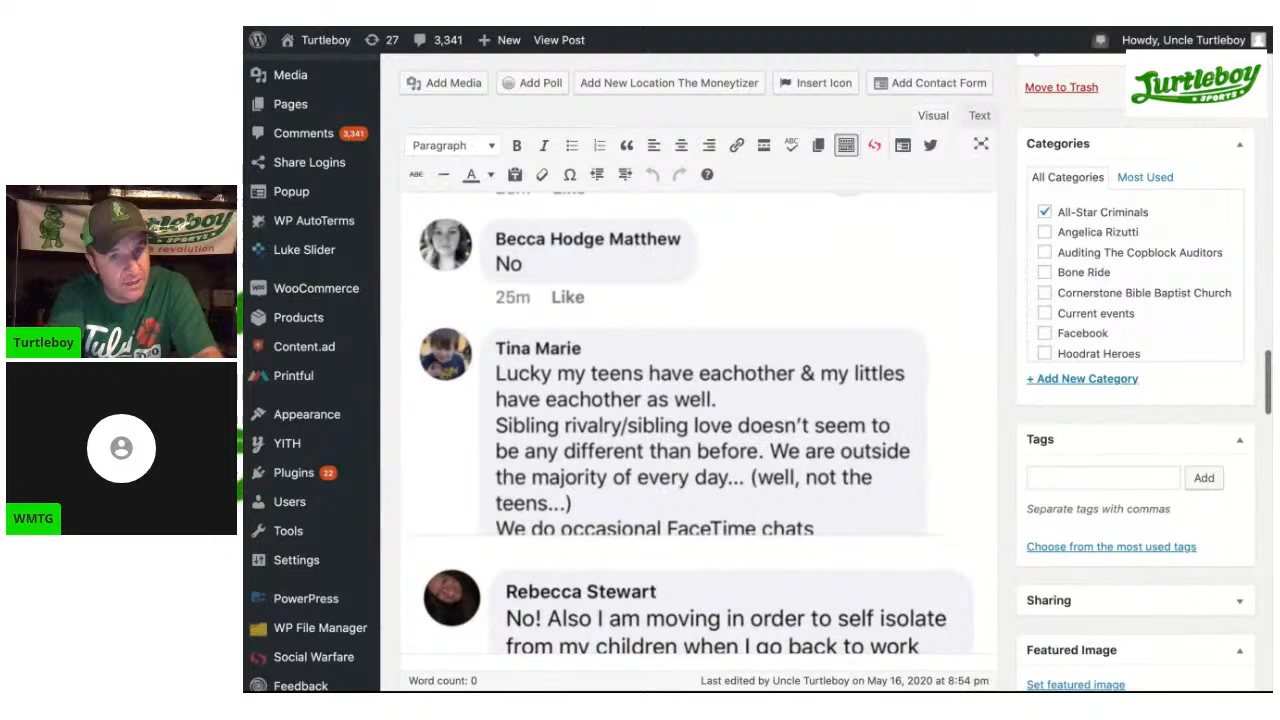 Turtleboy
27
3,341
New
View Post
Howdy, Uncle Turtleboy
Media
Pages
Comments 3,341
Share Logins
Popup
WP AutoTerms
Luke Slider
WooCommerce
Products
Content.ad
Printful
Appearance
YITH
Plugins 22
Users
Tools
Settings
PowerPress
WP File Manager
Social Warfare
Feedback
Add Media
Add Poll
Add New Location The Moneytizer
Insert Icon
Add Contact Form
Visual
Text
Paragraph
B
I
ABC
ABC
A
Ω
Becca Hodge Matthew
No
25m Like
Tina Marie
Lucky my teens have eachother & my littles
have eachother as well.
Sibling rivalry/sibling love doesn't seem to
be any different than before. We are outside
the majority of every day... (well, not the
teens...)
We do occasional FaceTime chats
Rebecca Stewart
No! Also I am moving in order to self isolate
from my children when I go back to work
Word count: 0
Last edited by Uncle Turtleboy on May 16, 2020 at 8:54 pm
Move to Trash
Turtleboy
SPORTS
Categories
All Categories
Most Used
All-Star Criminals
Angelica Rizutti
Auditing The Copblock Auditors
Bone Ride
Cornerstone Bible Baptist Church
Current events
Facebook
Hoodrat Heroes
+ Add New Category
Tags
Add
Separate tags with commas
Choose from the most used tags
Sharing
Featured Image
Set featured image
Turtleboy
WMTG